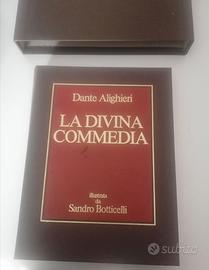 Dante Alighieri
LA DIVINA
COMMEDIA
illustrata
da
Sandro Botticelli
subito